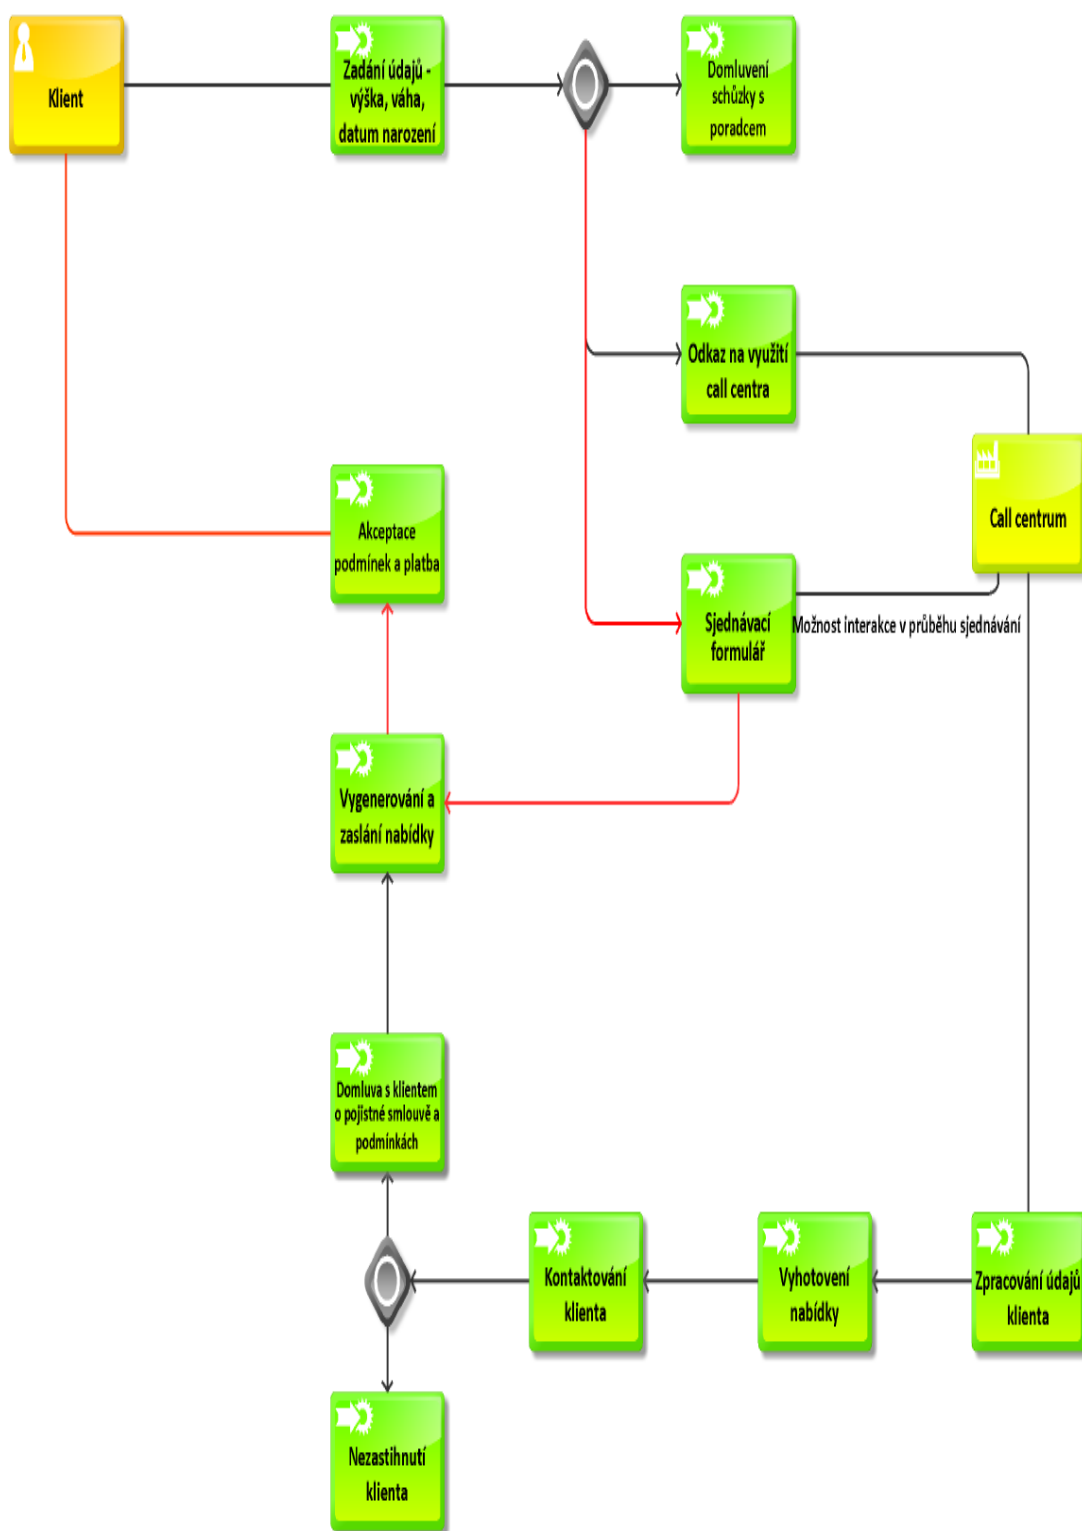 Klient
Zadání údajů -
výška, váha,
datum narození
Domluvení
schůzky s
poradcem
Odkaz na využití
call centra
Call centrum
Akceptace
podmínek a platba
Sjednávací
formulář
Možnost interakce v průběhu sjednávání
Vygenerování a
zaslání nabídky
Domluva s klientem
o pojistné smlouvě a
podmínkách
Kontaktování
klienta
Vyhotovení
nabídky
Zpracování údajů
klienta
Nezastihnutí
klienta